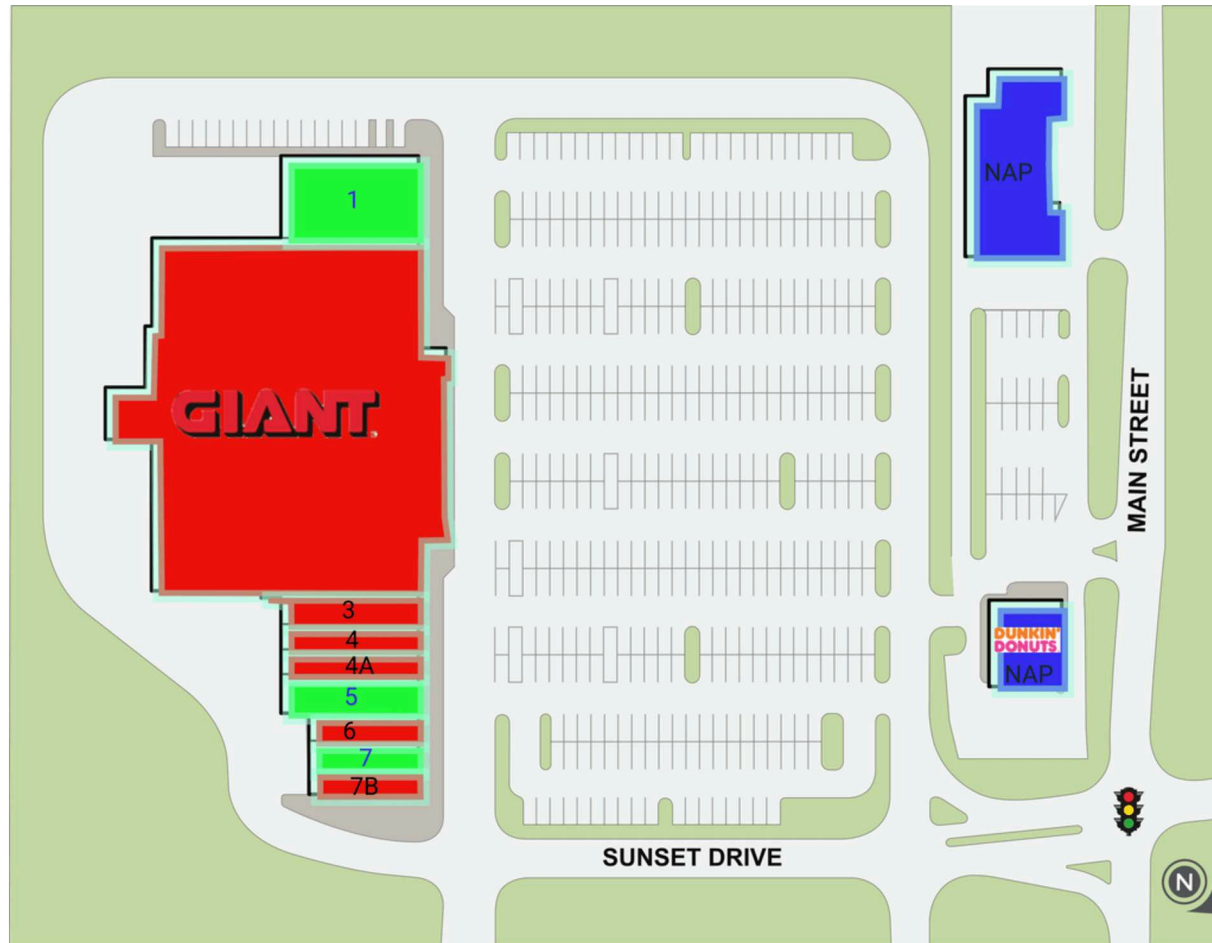 1
NAP
GIANT
MAIN STREET
3
4
4A
5
6
7
7B
DUNKIN'
DONUTS
NAP
SUNSET DRIVE
N